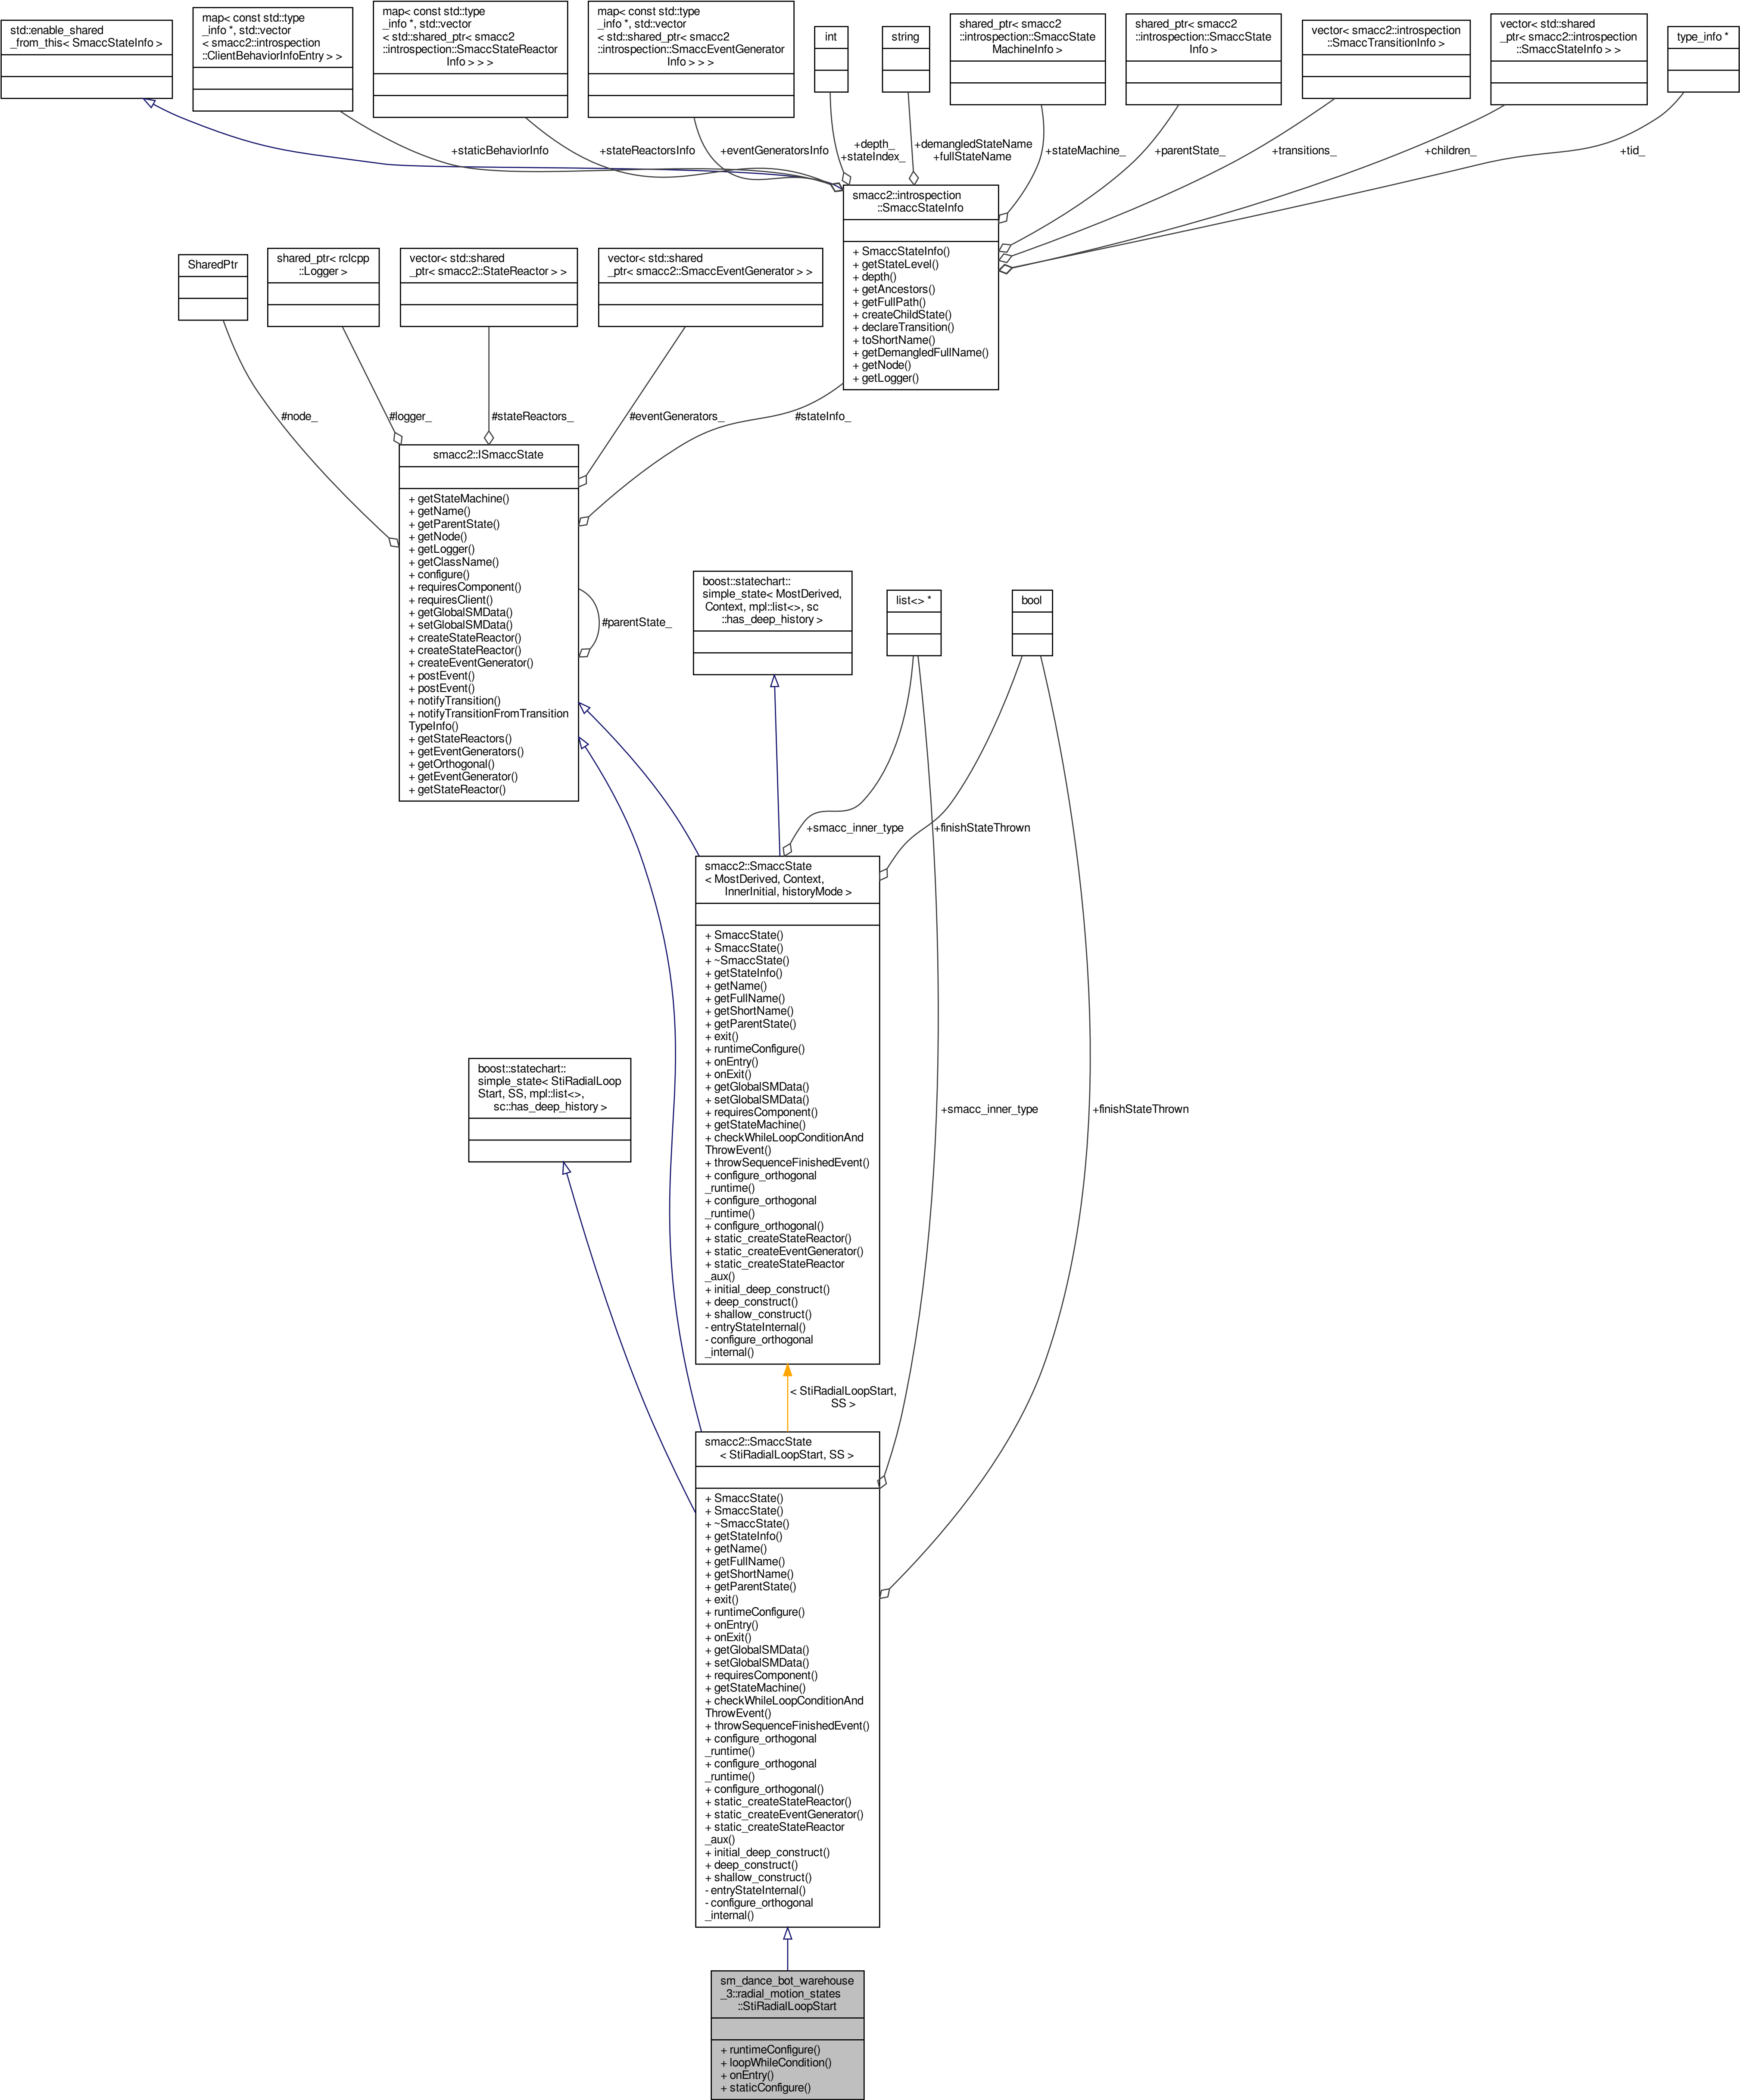 std::enable_shared
_from_this< SmaccStateInfo >
map< const std::type
_info *, std::vector
< smacc2::introspection
::ClientBehaviorInfoEntry > >
map< const std::type
_info *, std::vector
< std::shared_ptr< smacc2
::introspection::SmaccStateReactor
Info > > >
map< const std::type
_info *, std::vector
< std::shared_ptr< smacc2
::introspection::SmaccEventGenerator
Info > > >
int
string
shared_ptr< smacc2
::introspection::SmaccState
MachineInfo >
shared_ptr< smacc2
::introspection::SmaccState
Info >
vector< smacc2::introspection
::SmaccTransitionInfo >
vector< std::shared
_ptr< smacc2::introspection
::SmaccStateInfo > >
type_info *
+staticBehaviorInfo
+stateReactorsInfo
+eventGeneratorsInfo
+depth_
+stateIndex_
+demangledStateName
+fullStateName
+stateMachine_
+parentState_
+transitions_
+children_
+tid_
smacc2::introspection
::SmaccStateInfo
+ SmaccStateInfo()
+ getStateLevel()
+ depth()
+ getAncestors()
+ getFullPath()
+ createChildState()
+ declareTransition()
+ toShortName()
+ getDemangledFullName()
+ getNode()
+ getLogger()
SharedPtr
shared_ptr< rclcpp
::Logger >
vector< std::shared
_ptr< smacc2::StateReactor > >
vector< std::shared
_ptr< smacc2::SmaccEventGenerator > >
#node_
#logger_
#stateReactors_
#eventGenerators_
#stateInfo_
smacc2::ISmaccState
+ getStateMachine()
+ getName()
+ getParentState()
+ getNode()
+ getLogger()
+ getClassName()
+ configure()
+ requiresComponent()
+ requiresClient()
+ getGlobalSMData()
+ setGlobalSMData()
+ createStateReactor()
+ createStateReactor()
+ createEventGenerator()
+ postEvent()
+ postEvent()
+ notifyTransition()
+ notifyTransitionFromTransition
TypeInfo()
+ getStateReactors()
+ getEventGenerators()
+ getOrthogonal()
+ getEventGenerator()
+ getStateReactor()
#parentState_
boost::statechart::
simple_state< MostDerived,
Context, mpl::list<>, sc
::has_deep_history >
list<> *
bool
+smacc_inner_type
+finishStateThrown
smacc2::SmaccState
< MostDerived, Context,
InnerInitial, historyMode >
+ SmaccState()
+ SmaccState()
+ ~SmaccState()
+ getStateInfo()
+ getName()
+ getFullName()
+ getShortName()
+ getParentState()
+ exit()
+ runtimeConfigure()
+ onEntry()
+ onExit()
+ getGlobalSMData()
+ setGlobalSMData()
+ requiresComponent()
+ getStateMachine()
+ checkWhileLoopConditionAnd
ThrowEvent()
+ throwSequenceFinishedEvent()
+ configure_orthogonal
_runtime()
+ configure_orthogonal
_runtime()
+ configure_orthogonal()
+ static_createStateReactor()
+ static_createEventGenerator()
+ static_createStateReactor
_aux()
+ initial_deep_construct()
+ deep_construct()
+ shallow_construct()
- entryStateInternal()
- configure_orthogonal
_internal()
boost::statechart::
simple_state< StiRadialLoop
Start, SS, mpl::list<>,
sc::has_deep_history >
+smacc_inner_type
+finishStateThrown
< StiRadialLoopStart,
SS >
smacc2::SmaccState
< StiRadialLoopStart, SS >
+ SmaccState()
+ SmaccState()
+ ~SmaccState()
+ getStateInfo()
+ getName()
+ getFullName()
+ getShortName()
+ getParentState()
+ exit()
+ runtimeConfigure()
+ onEntry()
+ onExit()
+ getGlobalSMData()
+ setGlobalSMData()
+ requiresComponent()
+ getStateMachine()
+ checkWhileLoopConditionAnd
ThrowEvent()
+ throwSequenceFinishedEvent()
+ configure_orthogonal
_runtime()
+ configure_orthogonal
_runtime()
+ configure_orthogonal()
+ static_createStateReactor()
+ static_createEventGenerator()
+ static_createStateReactor
_aux()
+ initial_deep_construct()
+ deep_construct()
+ shallow_construct()
- entryStateInternal()
- configure_orthogonal
_internal()
sm_dance_bot_warehouse
_3::radial_motion_states
::StiRadialLoopStart
+ runtimeConfigure()
+ loopWhileCondition()
+ onEntry()
+ staticConfigure()